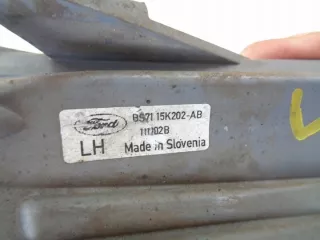 Ford
BS71 15K202-AB
111102B
LH
Made in Slovenia